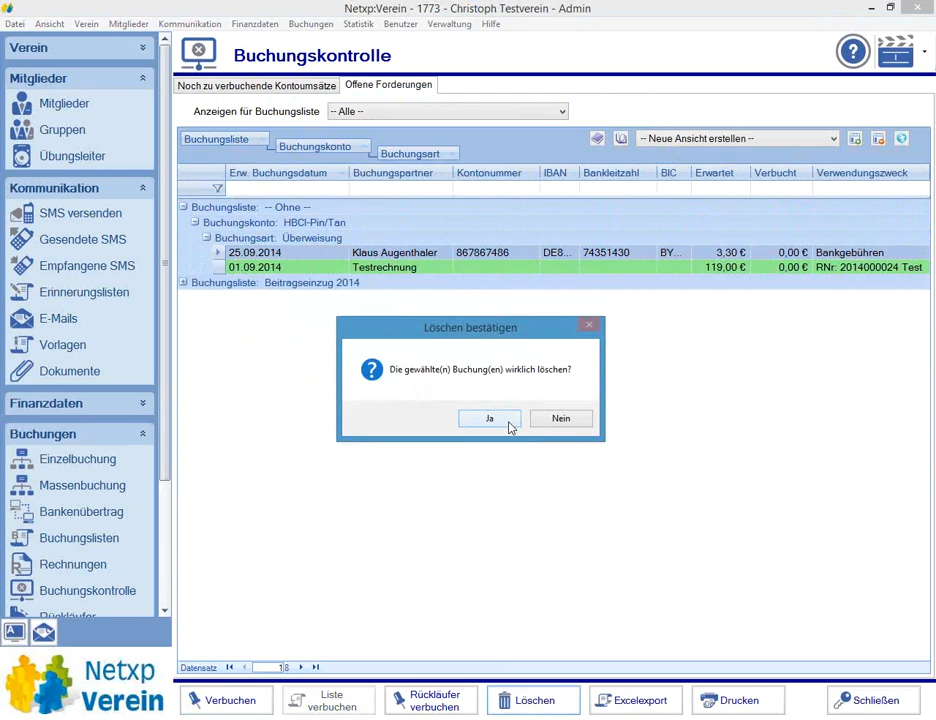 Netxp:Verein - 1773 - Christoph Testverein - Admin
Datei Ansicht Verein Mitglieder Kommunikation Finanzdaten Buchungen Statistik Benutzer Verwaltung Hilfe
Verein
Mitglieder
Mitglieder
Gruppen
Übungsleiter
Kommunikation
SMS versenden
Gesendete SMS
Empfangene SMS
Erinnerungslisten
E-Mails
Vorlagen
Dokumente
Finanzdaten
Buchungen
Einzelbuchung
Massenbuchung
Bankenübertrag
Buchungslisten
Rechnungen
Buchungskontrolle
Rückläufer
Netxp
Verein
Buchungskontrolle
Noch zu verbuchende Kontoumsätze Offene Forderungen
Anzeigen für Buchungsliste -- Alle --
Buchungsliste Buchungskonto Buchungsart -- Neue Ansicht erstellen --
Erw. Buchungsdatum Buchungspartner Kontonummer IBAN Bankleitzahl BIC Erwartet Verbucht Verwendungszweck
Buchungsliste: -- Ohne --
Buchungskonto: HBCI-Pin/Tan
Buchungsart: Überweisung
25.09.2014 Klaus Augenthaler 867867486 DE8... 74351430 BY... 3,30 € 0,00 € Bankgebühren
01.09.2014 Testrechnung 119,00 € 0,00 € RNr: 2014000024 Test
Buchungsliste: Beitragseinzug 2014
Löschen bestätigen
Die gewählte(n) Buchung(en) wirklich löschen?
Ja Nein
Datensatz 1|8
Verbuchen
Liste verbuchen
Rückläufer verbuchen
Löschen
Excelexport
Drucken
Schließen